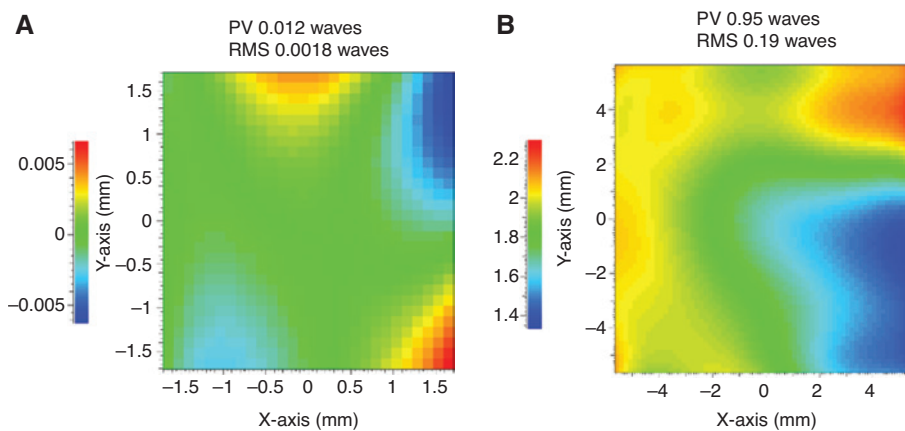 A
PV 0.012 waves
RMS 0.0018 waves
0.005
0
−0.005
Y-axis (mm)
1.5
1
0.5
0
−0.5
−1
−1.5
−1.5 −1 −0.5 0 0.5 1 1.5
X-axis (mm)
B
PV 0.95 waves
RMS 0.19 waves
2.2
2
1.8
1.6
1.4
Y-axis (mm)
4
2
0
−2
−4
−4 −2 0 2 4
X-axis (mm)